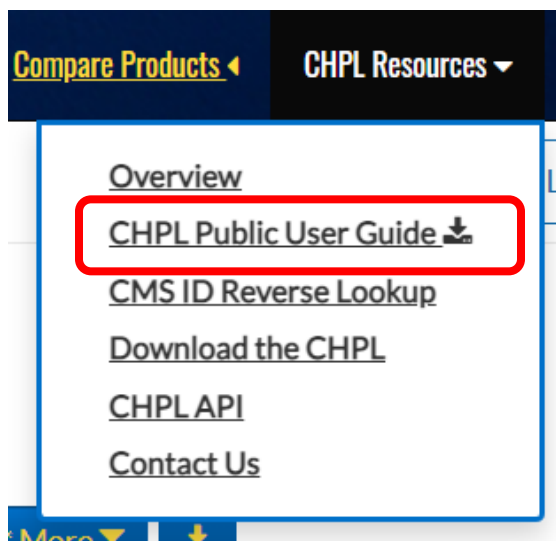 Compare Products CHPL Resources
Overview
CHPL Public User Guide
CMS ID Reverse Lookup
Download the CHPL
CHPL API
Contact Us
More